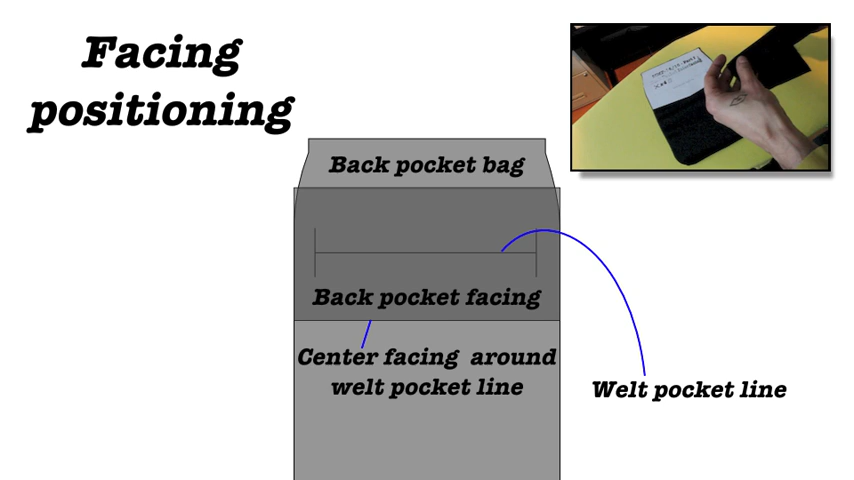 Facing
positioning
Back pocket bag
Back pocket facing
Center facing around
welt pocket line
Welt pocket line